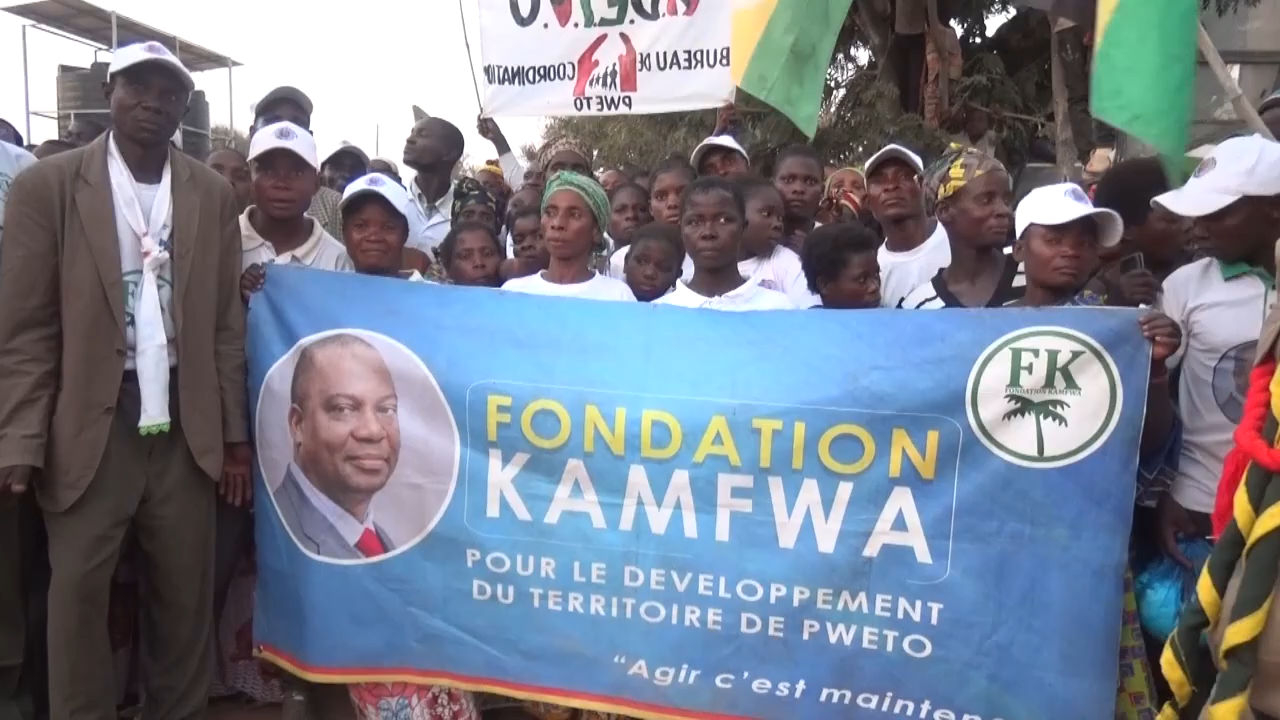 BUREAU DE
COORDINATION
PWETO
FONDATION
KAMFWA
POUR LE DEVELOPPEMENT
DU TERRITOIRE DE PWETO
“Agir c'est mainten
FK
FONDATION KAMFWA